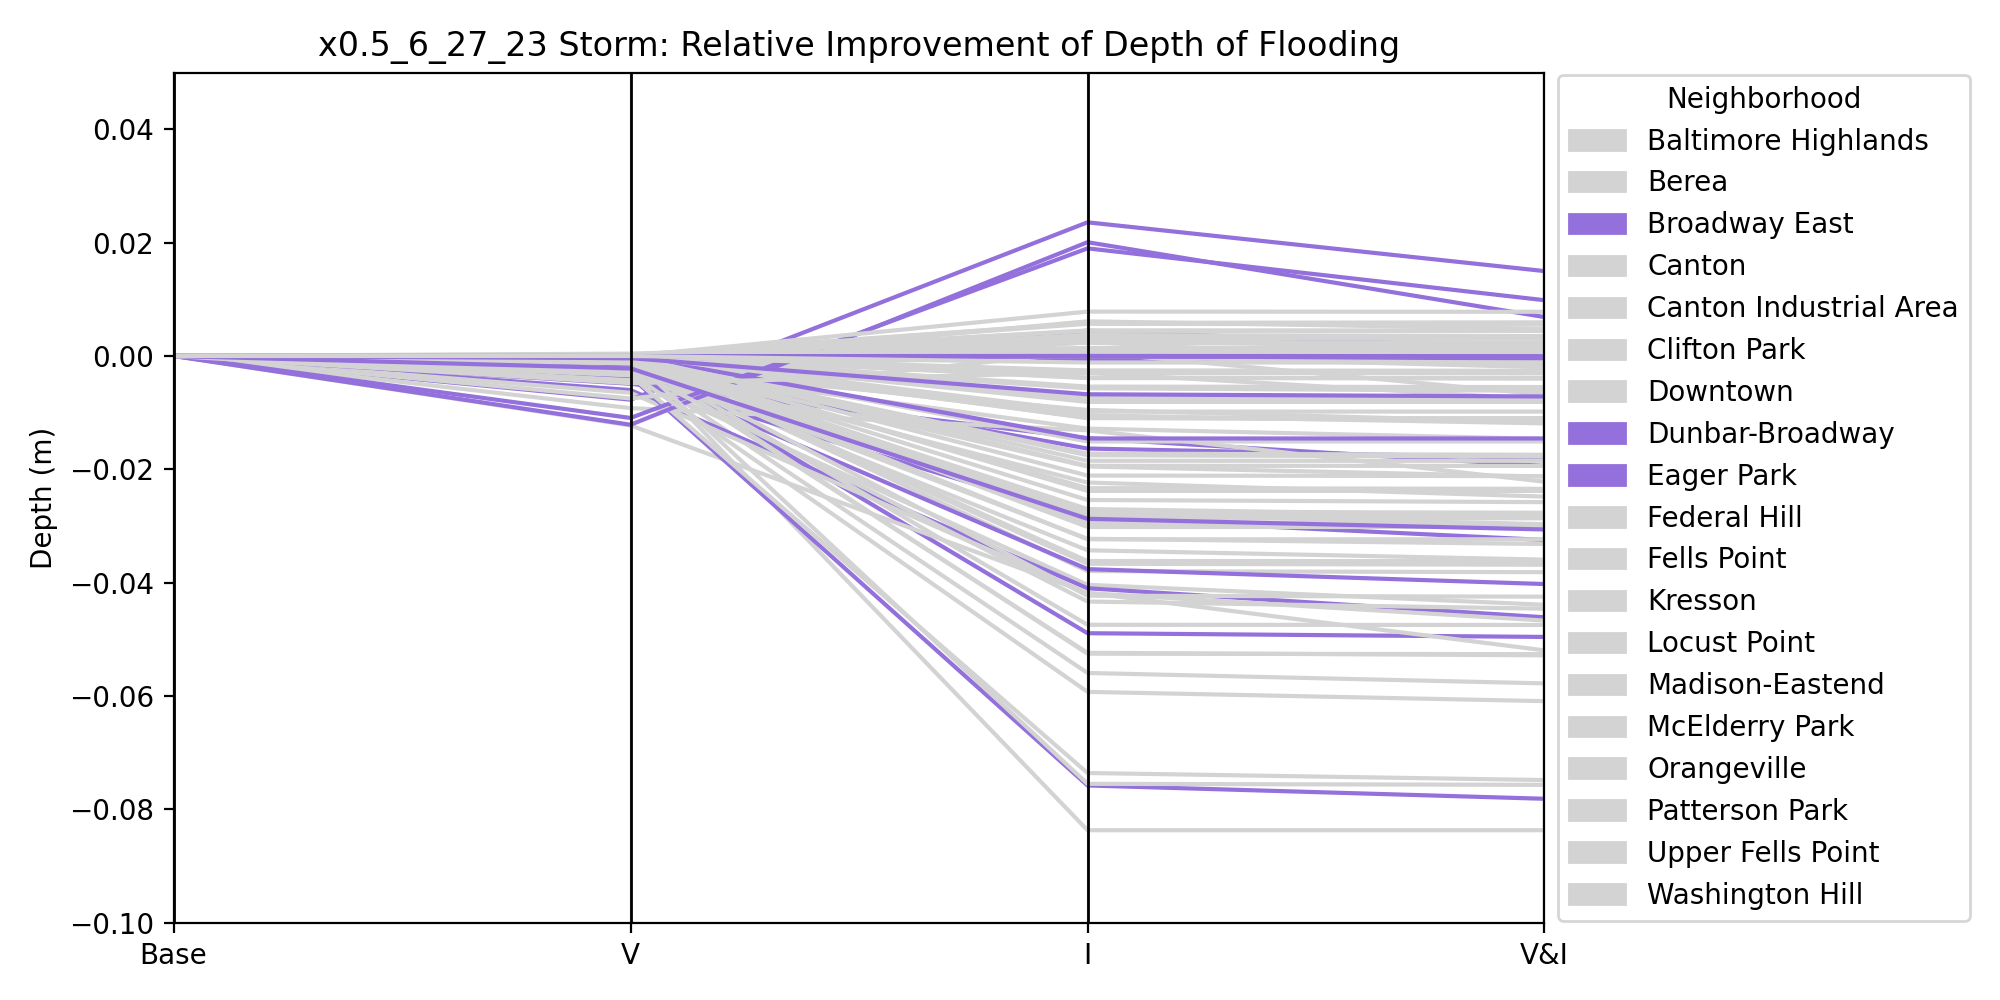 x0.5_6_27_23 Storm: Relative Improvement of Depth of Flooding
Depth (m)
0.04
0.02
0.00
−0.02
−0.04
−0.06
−0.08
−0.10
Base
V
I
V&I
Neighborhood
Baltimore Highlands
Berea
Broadway East
Canton
Canton Industrial Area
Clifton Park
Downtown
Dunbar-Broadway
Eager Park
Federal Hill
Fells Point
Kresson
Locust Point
Madison-Eastend
McElderry Park
Orangeville
Patterson Park
Upper Fells Point
Washington Hill